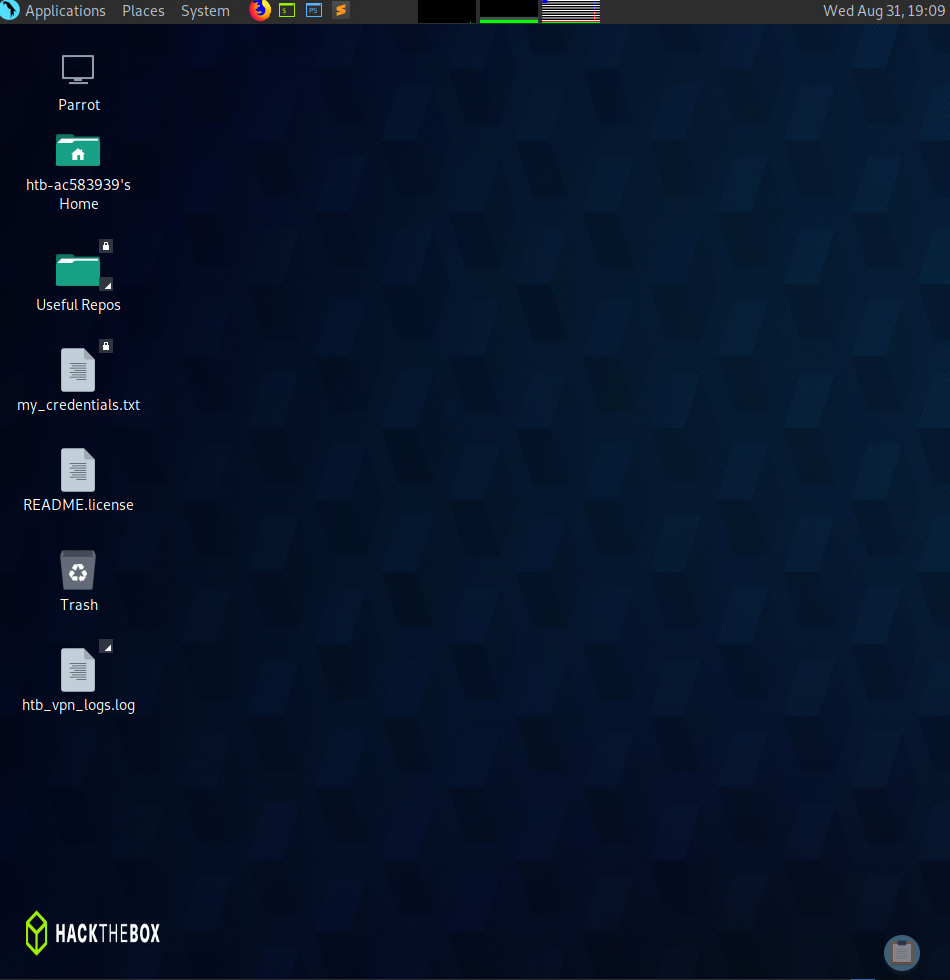 Applications Places System $ PS S Wed Aug 31, 19:09
Parrot
htb-ac583939's
Home
Useful Repos
my_credentials.txt
README.license
Trash
htb_vpn_logs.log
HACKTHEBOX